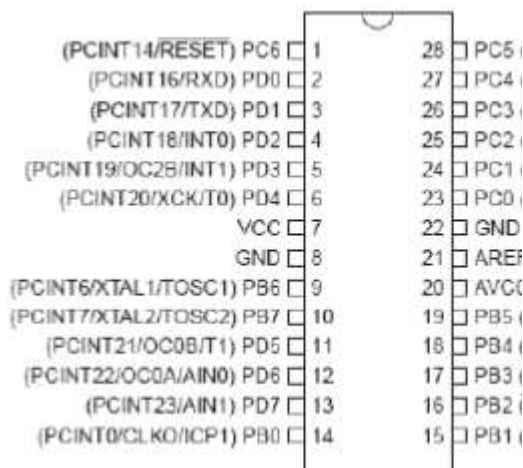 (PCINT14/RESET) PC6 1 28 PC5 (
(PCINT16/RXD) PD0 2 27 PC4 (
(PCINT17/TXD) PD1 3 26 PC3 (
(PCINT18/INT0) PD2 4 25 PC2 (
(PCINT19/OC2B/INT1) PD3 5 24 PC1 (
(PCINT20/XCK/T0) PD4 6 23 PC0 (
VCC 7 22 GND
GND 8 21 AREF
(PCINT6/XTAL1/TOSC1) PB6 9 20 AVC
(PCINT7/XTAL2/TOSC2) PB7 10 19 PB5 (
(PCINT21/OC0B/T1) PD5 11 18 PB4 (
(PCINT22/OC0A/AIN0) PD6 12 17 PB3 (
(PCINT23/AIN1) PD7 13 16 PB2 (
(PCINT0/CLKO/ICP1) PB0 14 15 PB1 (